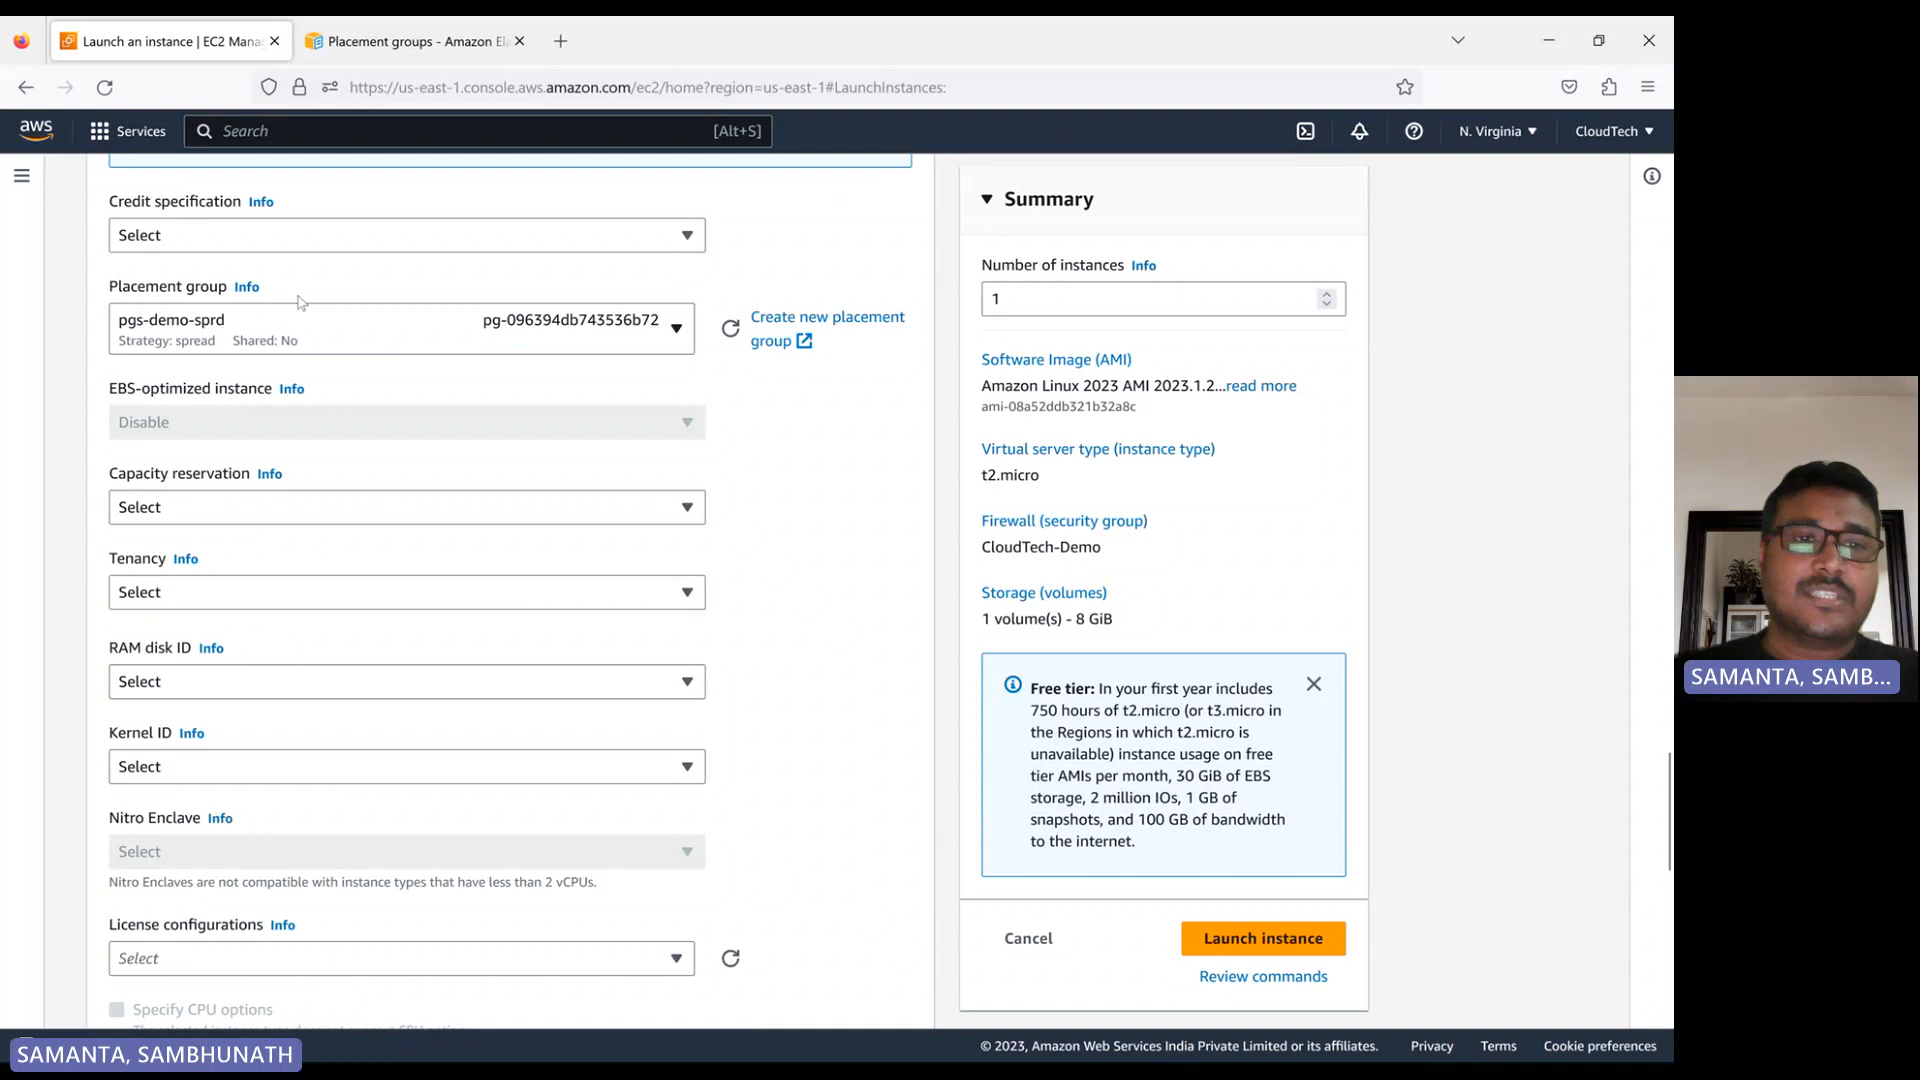 Launch an instance | EC2 Mana
Placement groups - Amazon El
https://us-east-1.console.aws.amazon.com/ec2/home?region=us-east-1#LaunchInstances:
aws
Services
Search
[Alt+S]
N. Virginia
CloudTech
Credit specification Info
Select
Placement group Info
pgs-demo-sprd pg-096394db743536b72
Strategy: spread Shared: No
Create new placement
group
EBS-optimized instance Info
Disable
Capacity reservation Info
Select
Tenancy Info
Select
RAM disk ID Info
Select
Kernel ID Info
Select
Nitro Enclave Info
Select
Nitro Enclaves are not compatible with instance types that have less than 2 vCPUs.
License configurations Info
Select
Specify CPU options
Summary
Number of instances Info
1
Software Image (AMI)
Amazon Linux 2023 AMI 2023.1.2...read more
ami-08a52ddb321b32a8c
Virtual server type (instance type)
t2.micro
Firewall (security group)
CloudTech-Demo
Storage (volumes)
1 volume(s) - 8 GiB
Free tier: In your first year includes
750 hours of t2.micro (or t3.micro in
the Regions in which t2.micro is
unavailable) instance usage on free
tier AMIs per month, 30 GiB of EBS
storage, 2 million IOs, 1 GB of
snapshots, and 100 GB of bandwidth
to the internet.
Cancel
Launch instance
Review commands
SAMANTA, SAMB...
SAMANTA, SAMBHUNATH
© 2023, Amazon Web Services India Private Limited or its affiliates.
Privacy
Terms
Cookie preferences